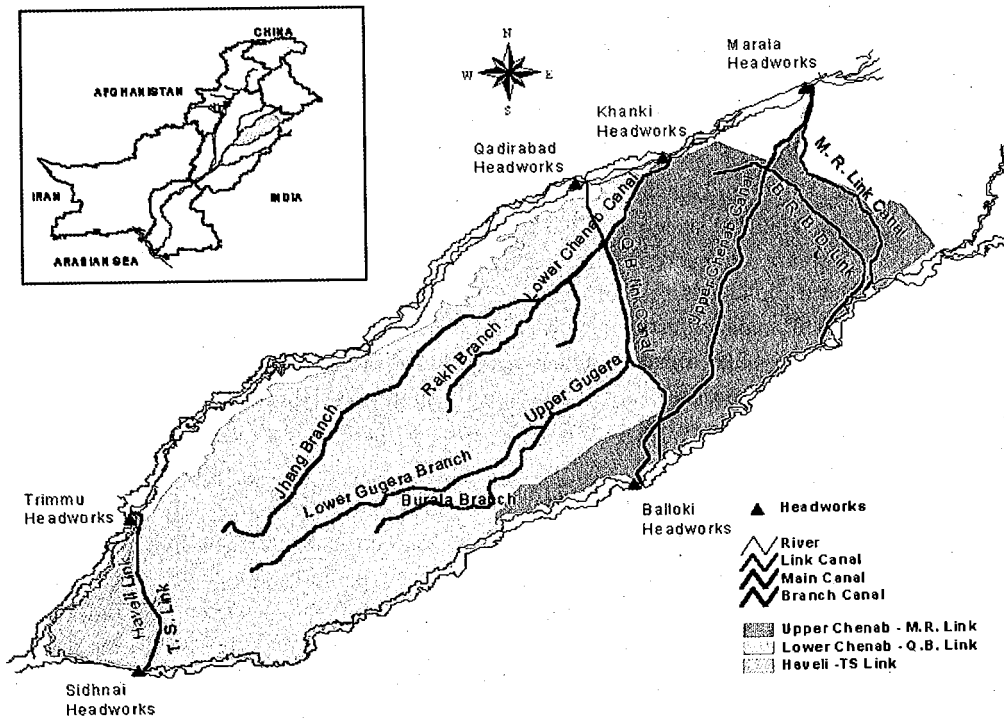 CHINA
AFGHANISTAN
IRAN
INDIA
ARABIAN SEA
N
W
E
S
Marala
Headworks
Khanki
Headworks
Qadirabad
Headworks
M. R. Link Canal
B. R. B. D. Link
Upper Chenab Canal
Lower Chenab Canal
Q. B. Link Canal
Rakh Branch
Upper Gugera
Jhang Branch
Lower Gugera Branch
Burala Branch
Trimmu
Headworks
Haveli Link
T. S. Link
Sidhnai
Headworks
Balloki
Headworks
Headworks
River
Link Canal
Main Canal
Branch Canal
Upper Chenab - M.R. Link
Lower Chenab - Q.B. Link
Haveli -TS Link